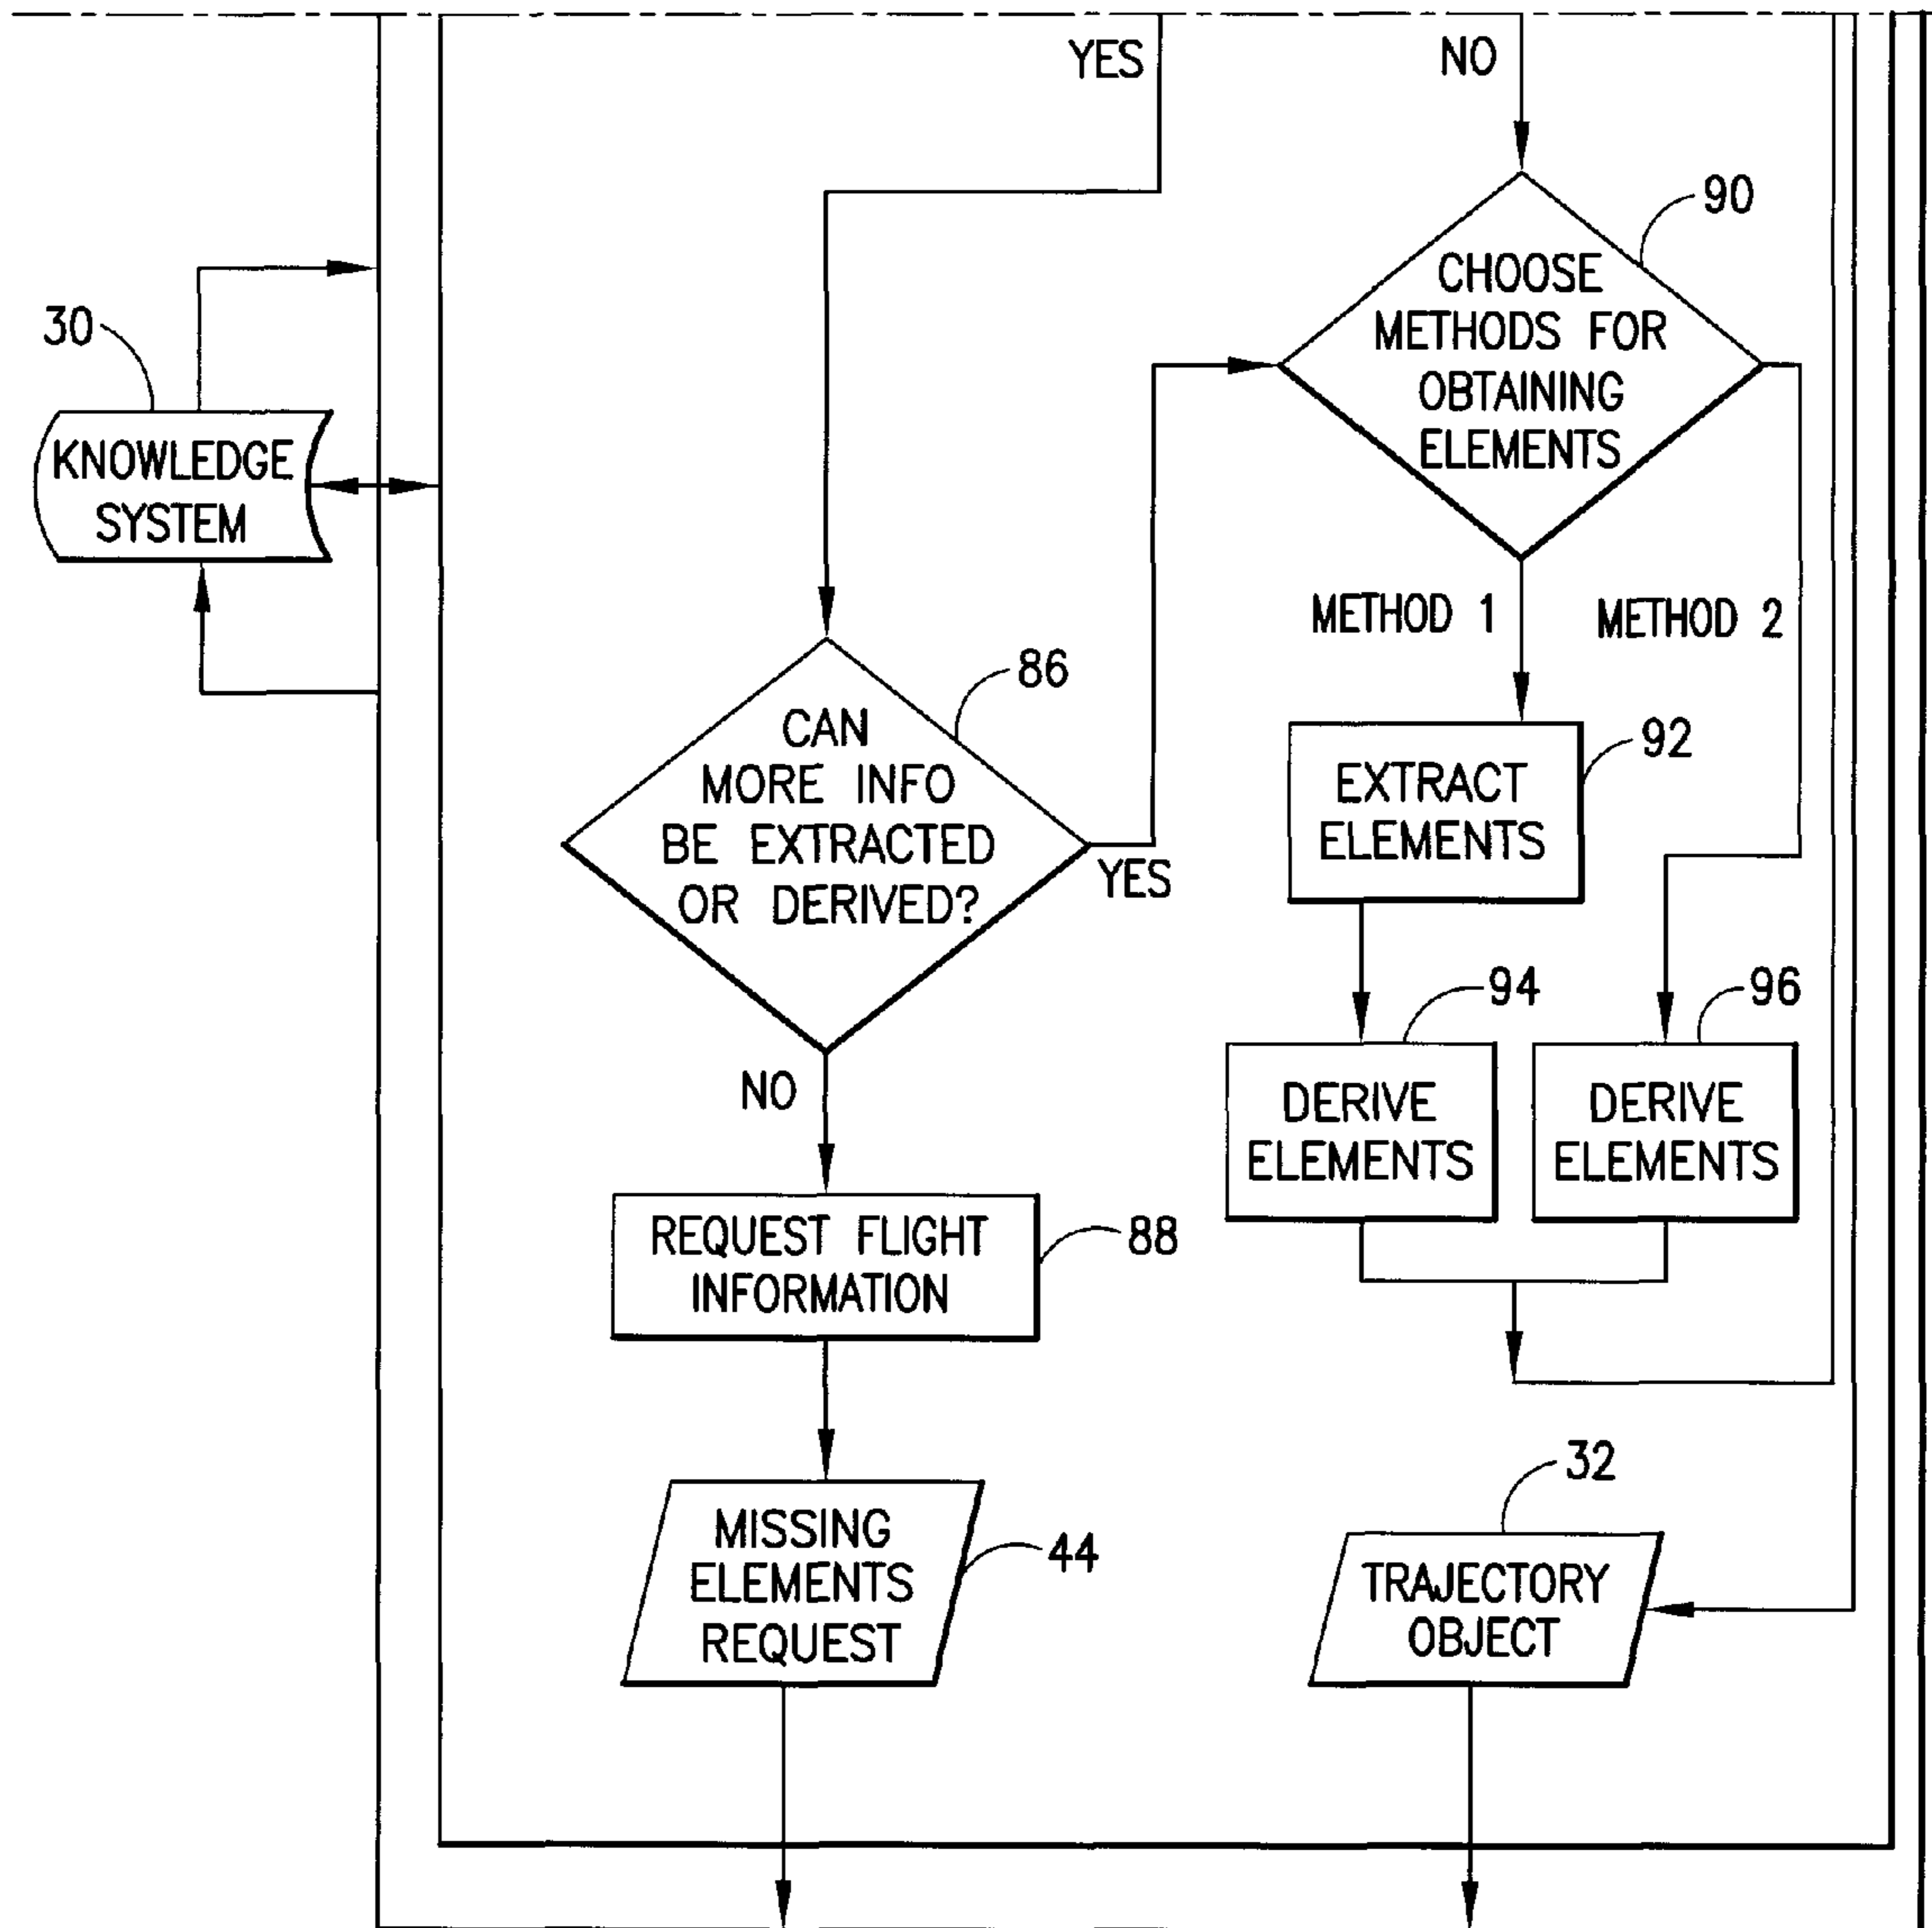 YES
NO
90
CHOOSE
METHODS FOR
OBTAINING
ELEMENTS
30
KNOWLEDGE
SYSTEM
METHOD 1
METHOD 2
86
CAN
MORE INFO
BE EXTRACTED
OR DERIVED?
YES
92
EXTRACT
ELEMENTS
94
DERIVE
ELEMENTS
96
DERIVE
ELEMENTS
NO
REQUEST FLIGHT
INFORMATION
88
MISSING
ELEMENTS
REQUEST
44
32
TRAJECTORY
OBJECT